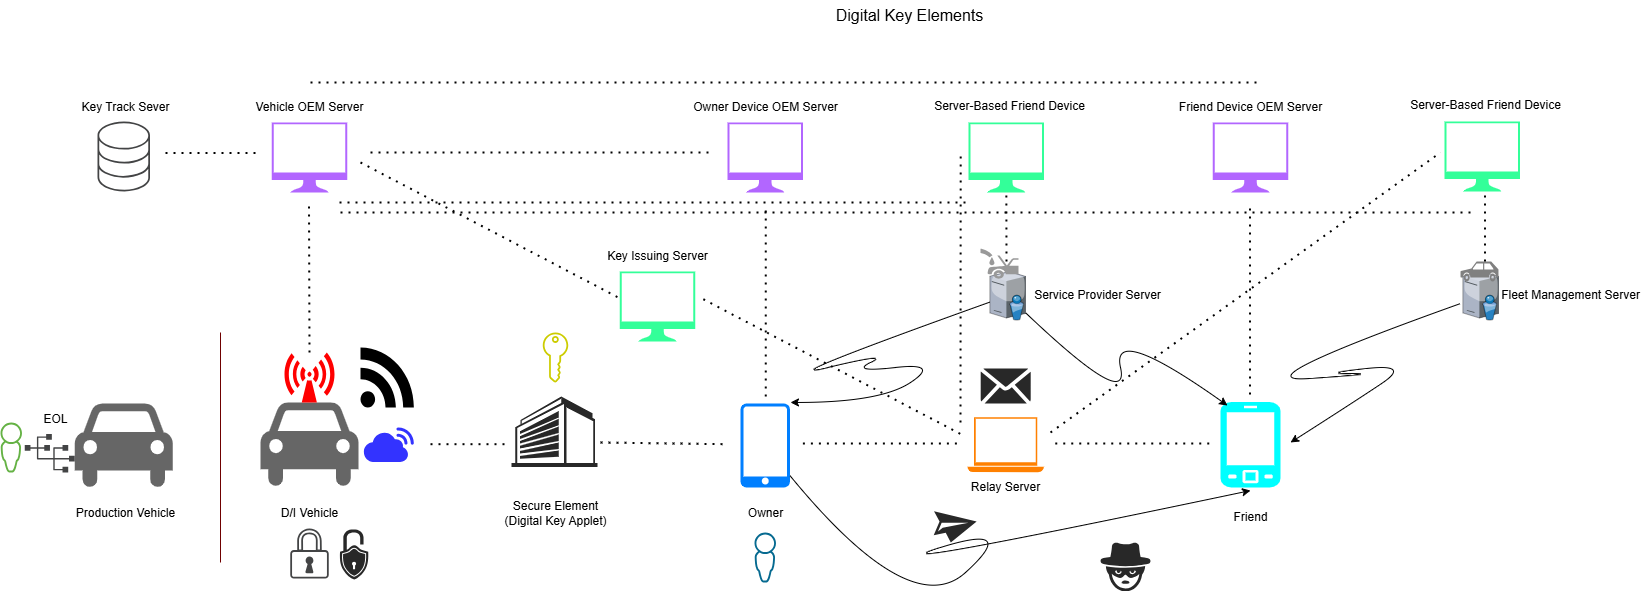 Digital Key Elements
Key Track Sever
Vehicle OEM Server
Owner Device OEM Server
Server-Based Friend Device
Friend Device OEM Server
Server-Based Friend Device
Key Issuing Server
Service Provider Server
Fleet Management Server
EOL
Production Vehicle
D/I Vehicle
Secure Element
(Digital Key Applet)
Owner
Relay Server
Friend